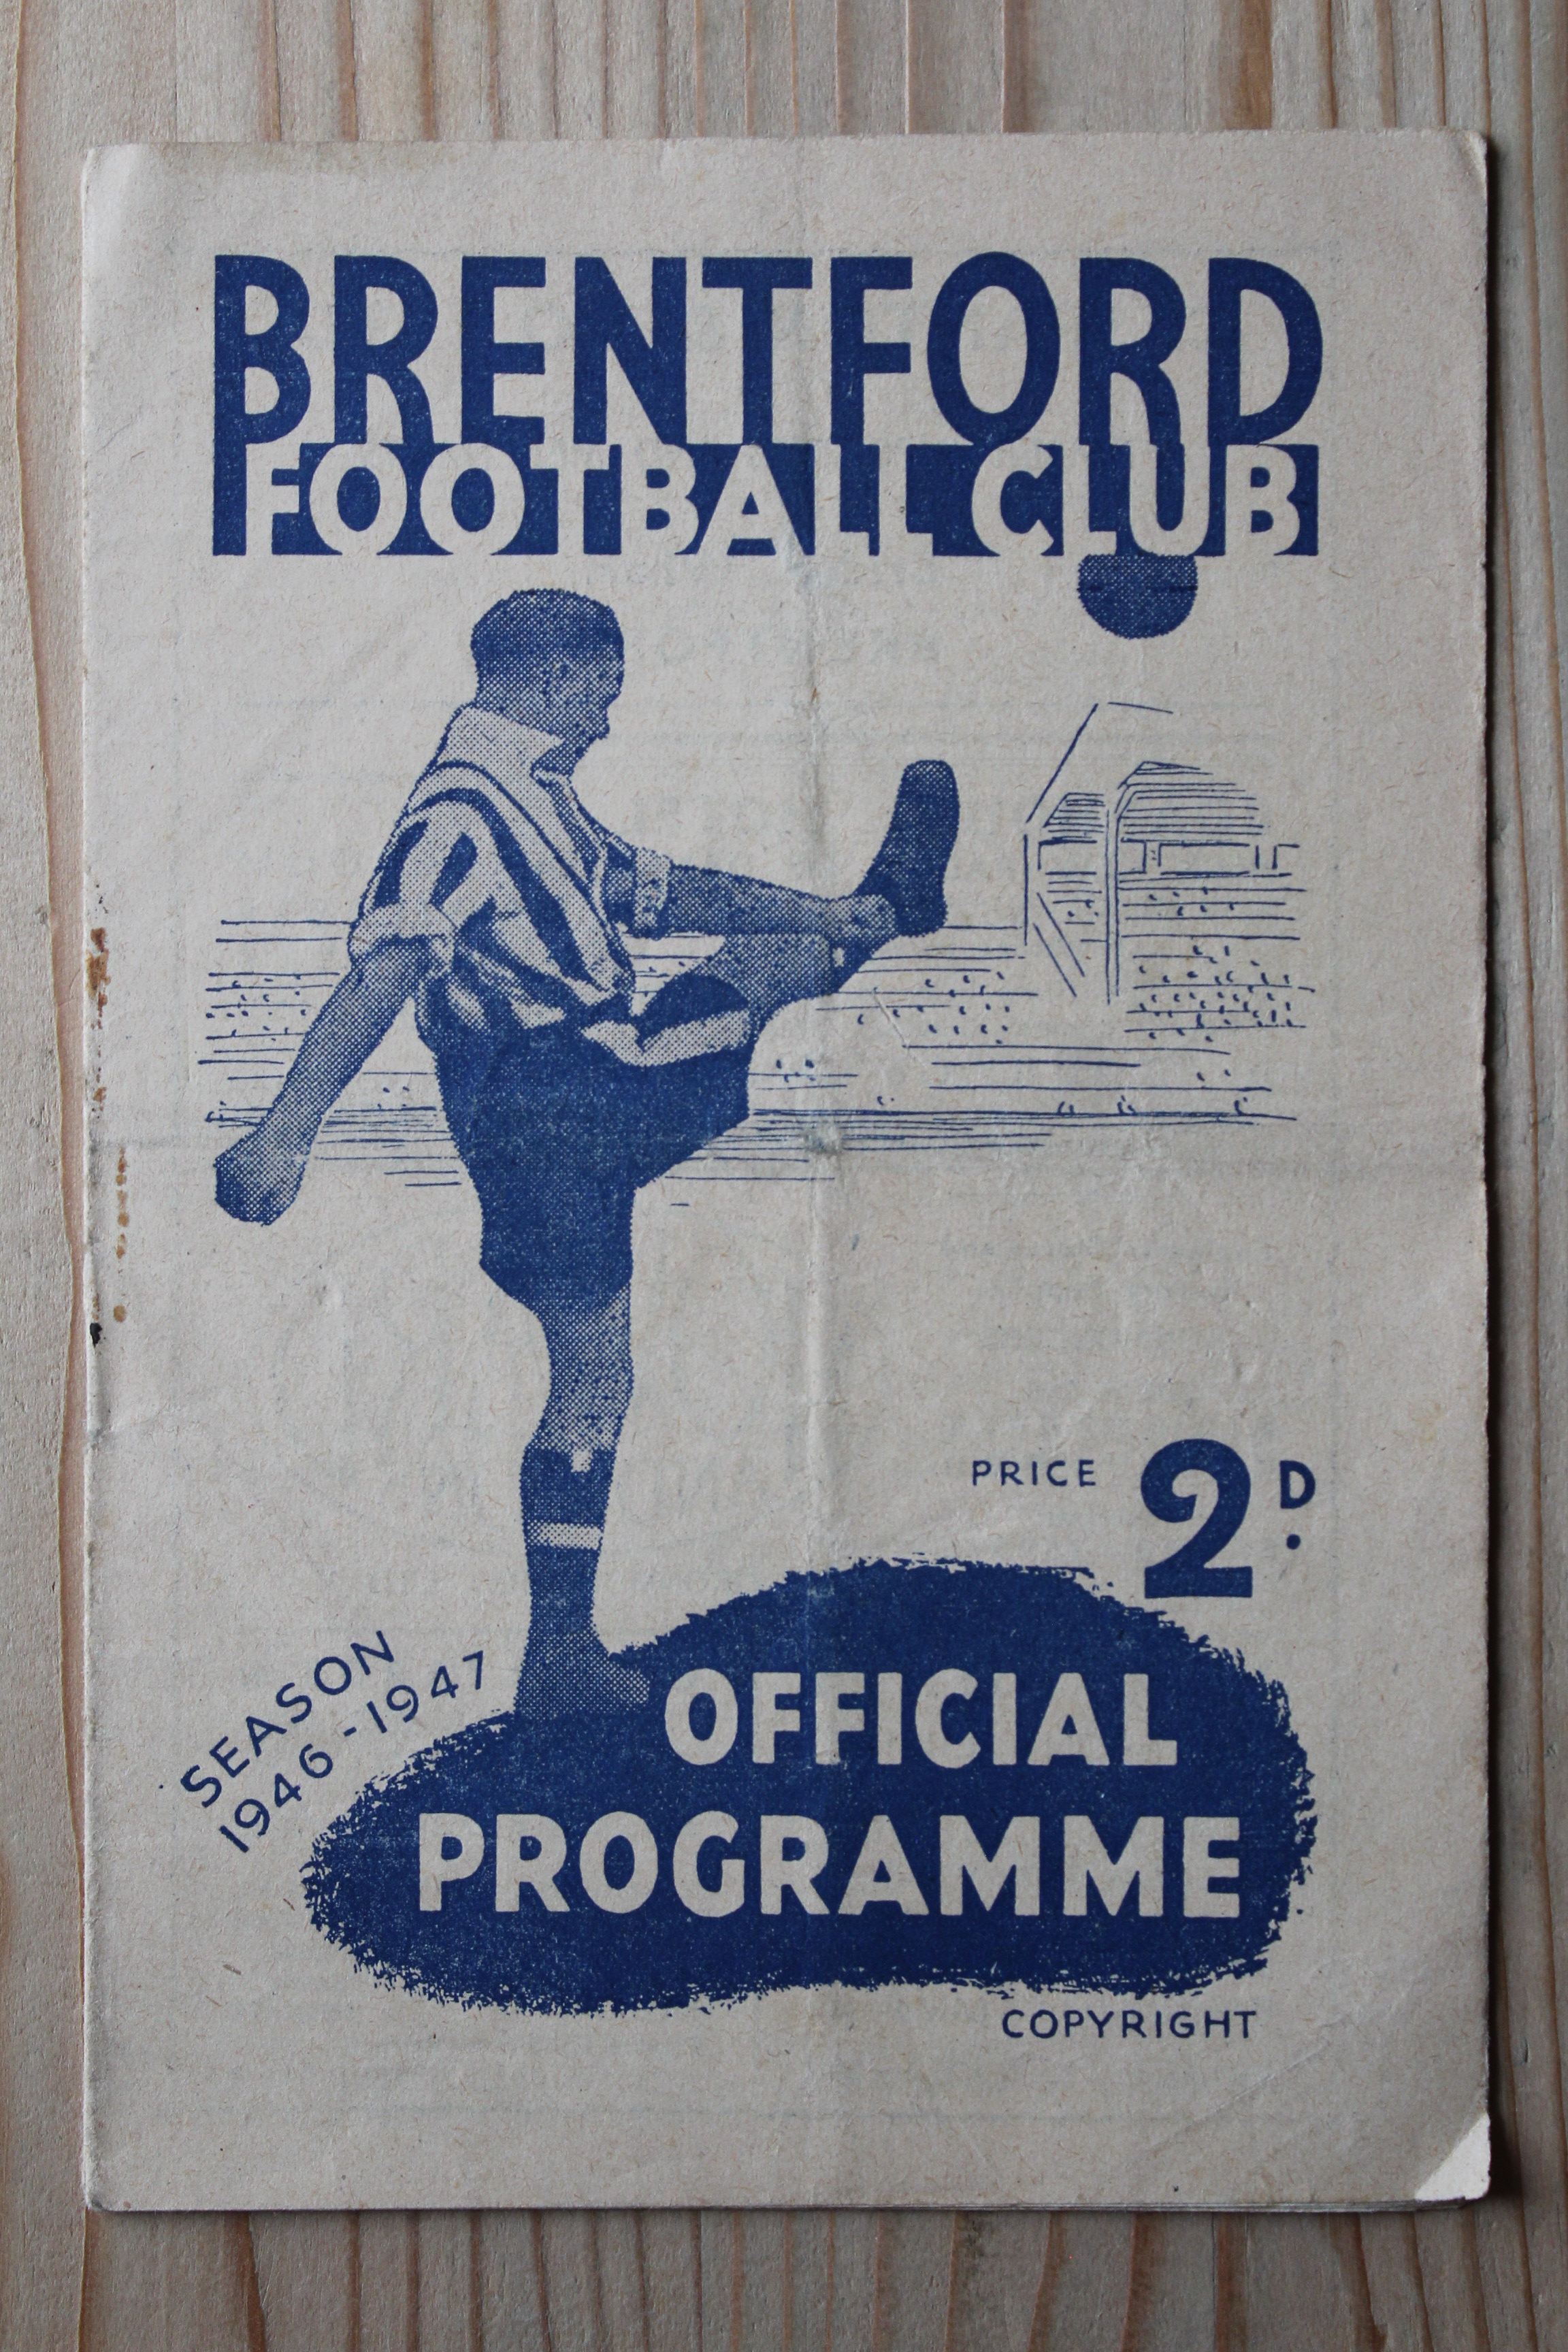 BRENTFORD
FOOTBALL CLUB
PRICE 2D.
SEASON
1946-1947
OFFICIAL
PROGRAMME
COPYRIGHT